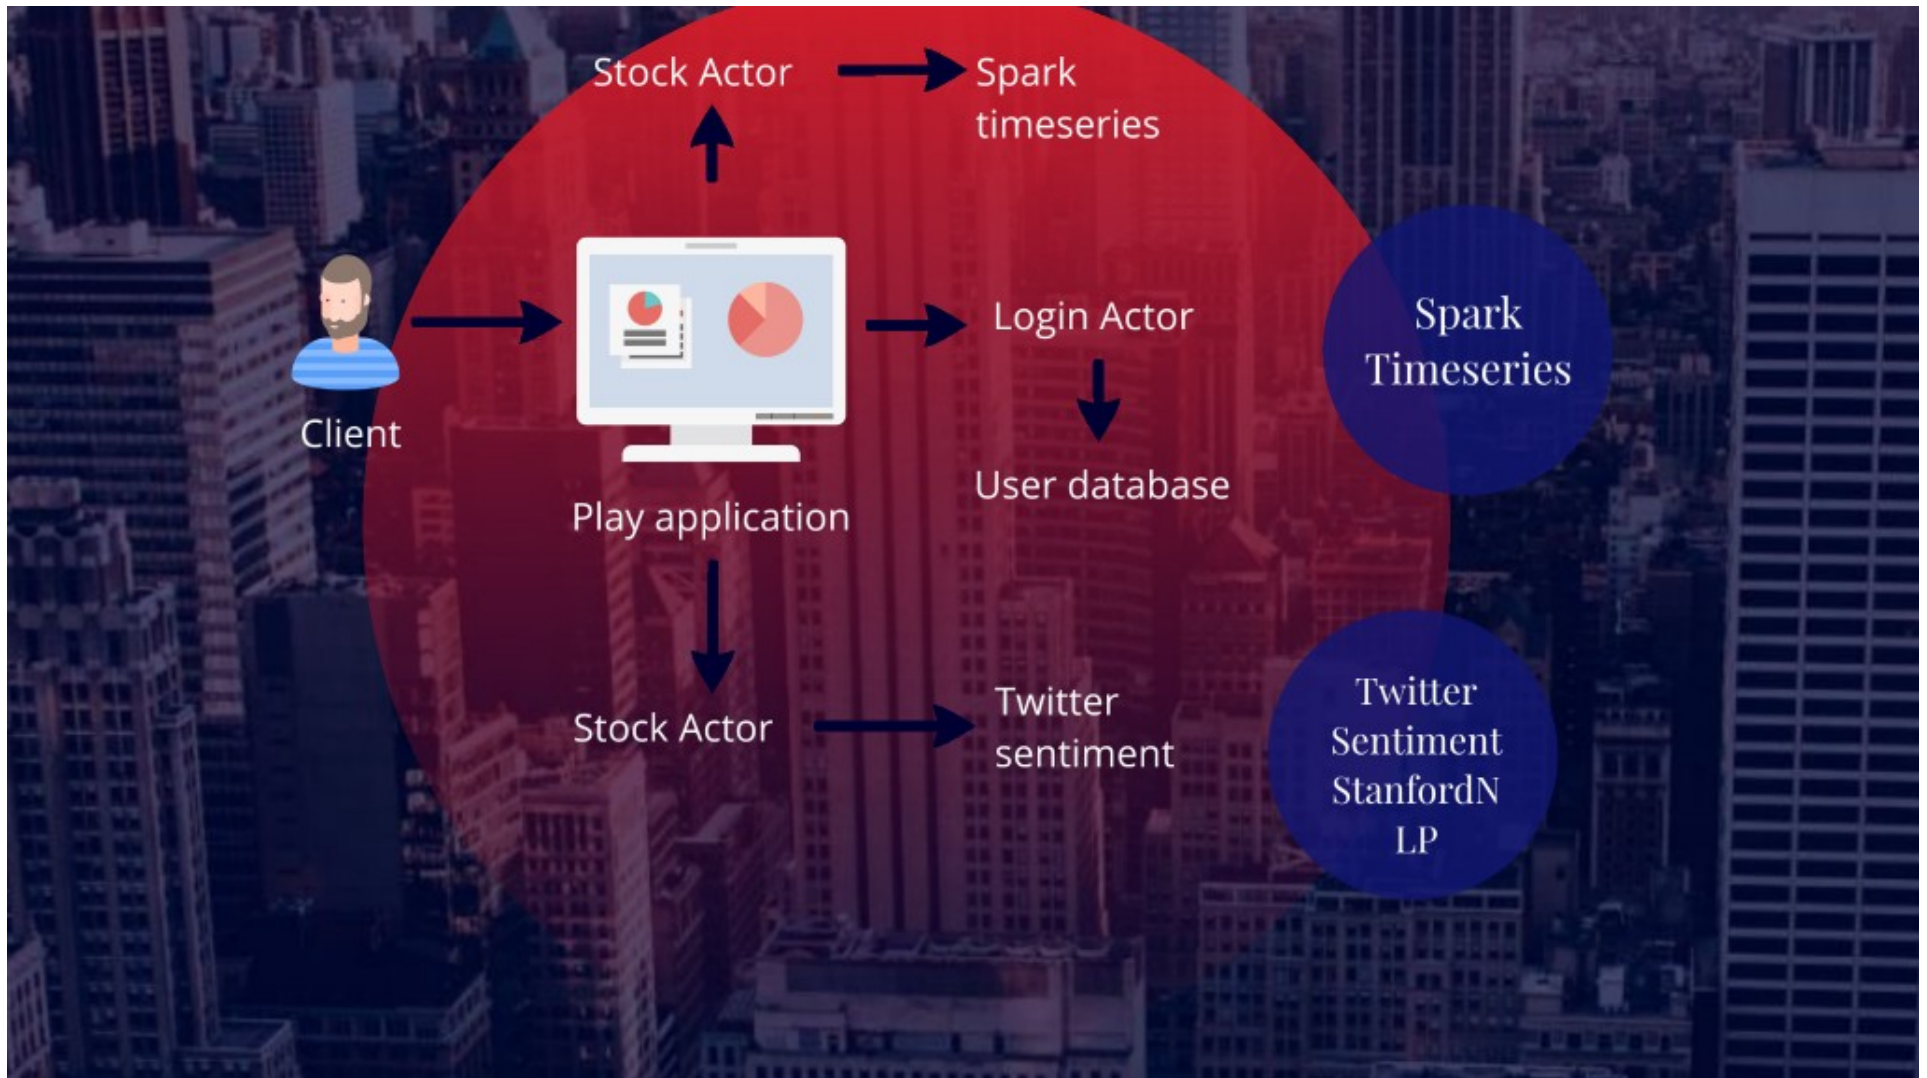 Stock Actor
Spark
timeseries
Client
Play application
Login Actor
User database
Spark
Timeseries
Stock Actor
Twitter
sentiment
Twitter
Sentiment
StanfordN
LP